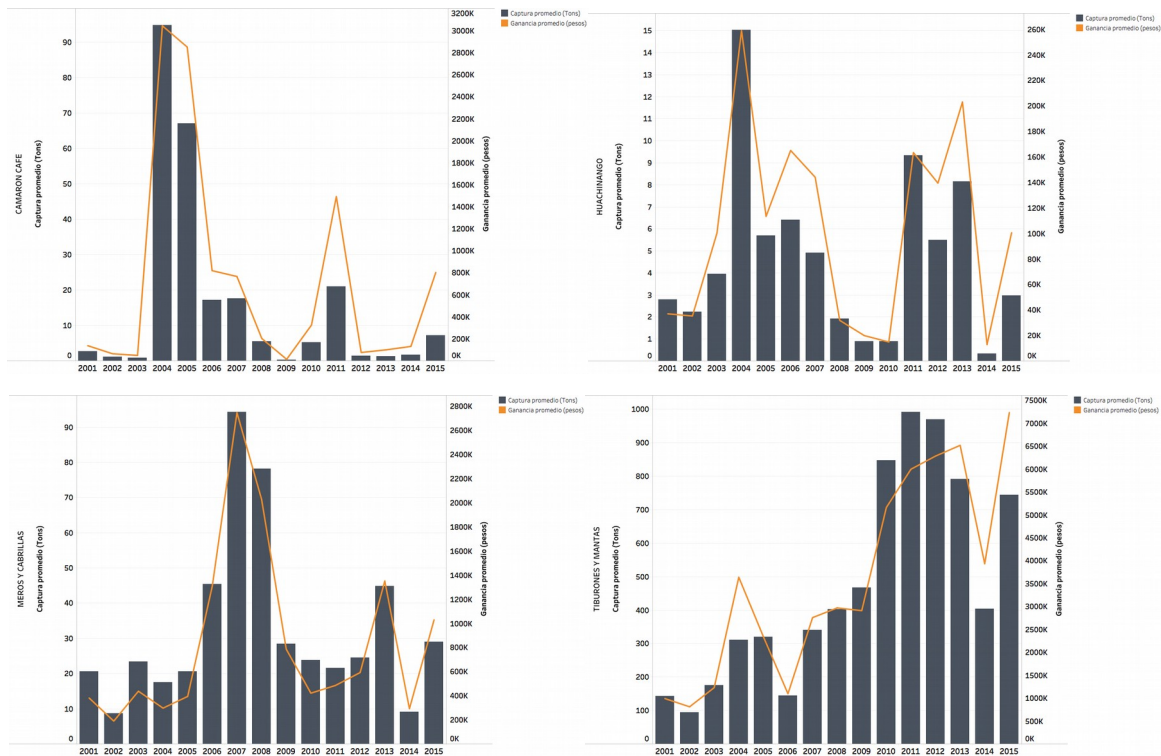 Captura promedio (Tons)
Ganancia promedio (pesos)
CAMARON CAFE
Captura promedio (Tons)
90
80
70
60
50
40
30
20
10
0
3200K
3000K
2800K
2600K
2400K
2200K
2000K
1800K
1600K
1400K
1200K
1000K
800K
600K
400K
200K
0K
Ganancia promedio (pesos)
2001 2002 2003 2004 2005 2006 2007 2008 2009 2010 2011 2012 2013 2014 2015
Captura promedio (Tons)
Ganancia promedio (pesos)
HUACHINANGO
Captura promedio (Tons)
15
14
13
12
11
10
9
8
7
6
5
4
3
2
1
0
260K
240K
220K
200K
180K
160K
140K
120K
100K
80K
60K
40K
20K
0K
Ganancia promedio (pesos)
2001 2002 2003 2004 2005 2006 2007 2008 2009 2010 2011 2012 2013 2014 2015
Captura promedio (Tons)
Ganancia promedio (pesos)
MEROS Y CABRILLAS
Captura promedio (Tons)
90
80
70
60
50
40
30
20
10
0
2800K
2600K
2400K
2200K
2000K
1800K
1600K
1400K
1200K
1000K
800K
600K
400K
200K
0K
Ganancia promedio (pesos)
2001 2002 2003 2004 2005 2006 2007 2008 2009 2010 2011 2012 2013 2014 2015
Captura promedio (Tons)
Ganancia promedio (pesos)
TIBURONES Y MANTAS
Captura promedio (Tons)
1000
900
800
700
600
500
400
300
200
100
0
7500K
7000K
6500K
6000K
5500K
5000K
4500K
4000K
3500K
3000K
2500K
2000K
1500K
1000K
500K
0K
Ganancia promedio (pesos)
2001 2002 2003 2004 2005 2006 2007 2008 2009 2010 2011 2012 2013 2014 2015